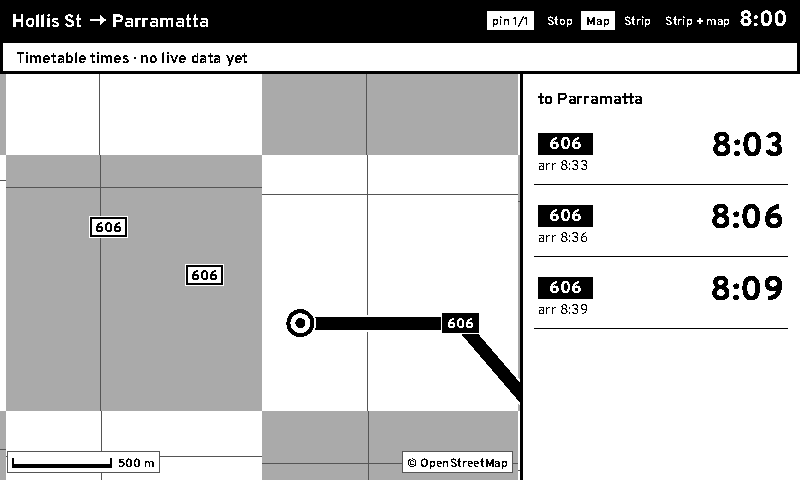 Hollis St → Parramatta
pin 1/1 Stop Map Strip Strip + map 8:00
Timetable times · no live data yet
606
606
606
500 m
© OpenStreetMap
to Parramatta
606 8:03
arr 8:33
606 8:06
arr 8:36
606 8:09
arr 8:39